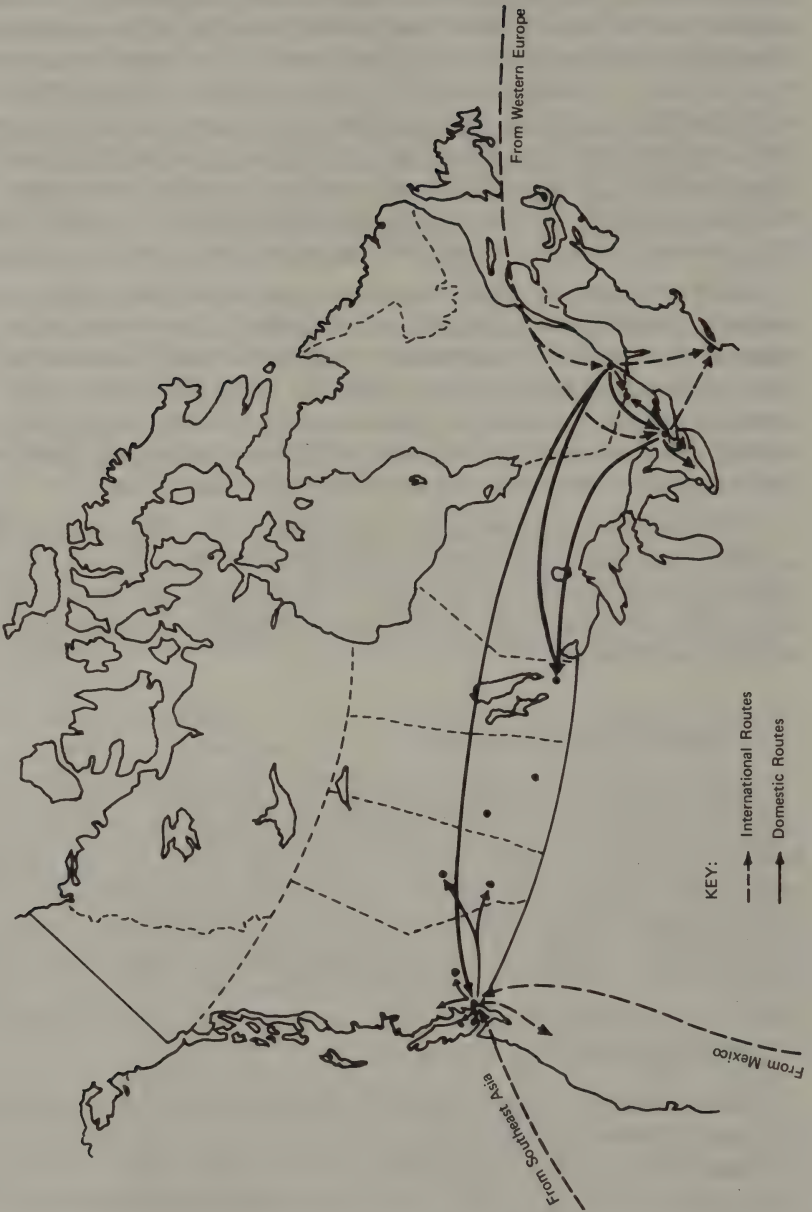 From Western Europe
From Southeast Asia
From Mexico
KEY:
International Routes
Domestic Routes